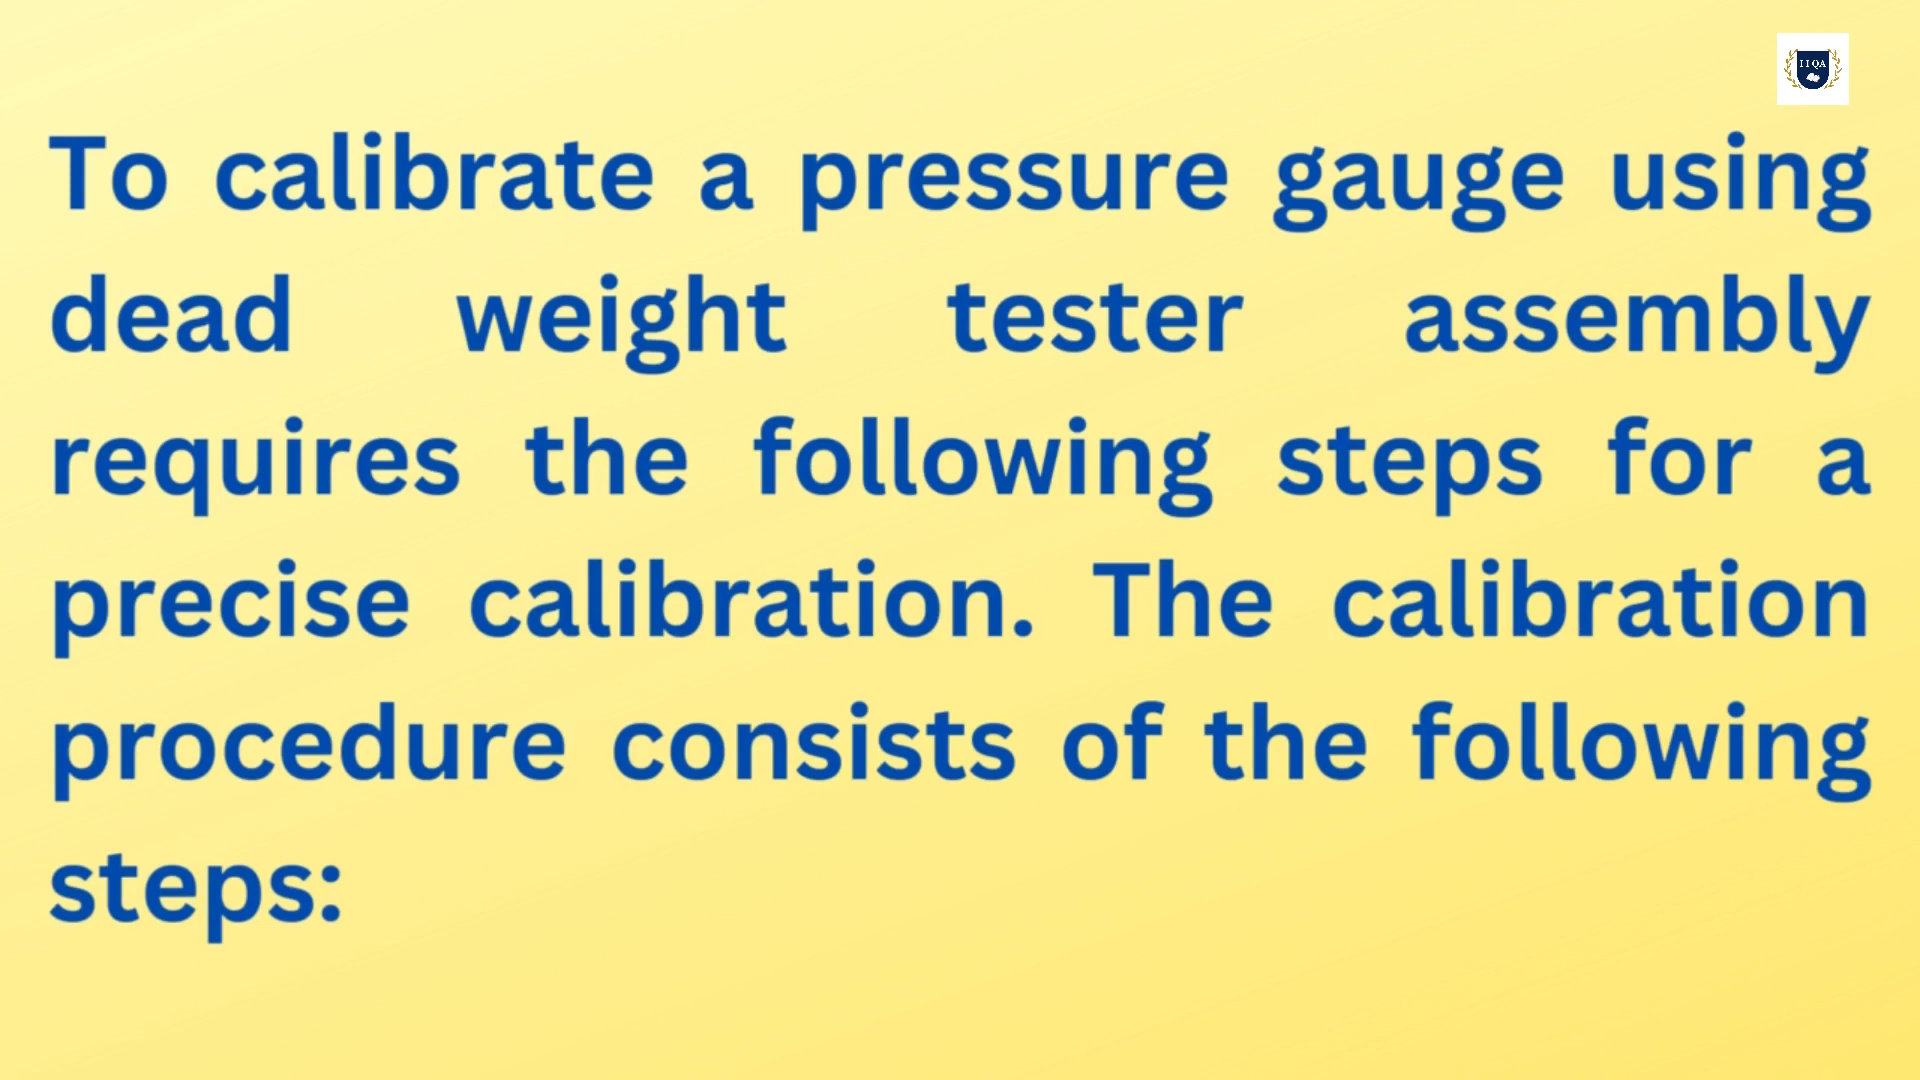 IIQA
To calibrate a pressure gauge using
dead weight tester assembly
requires the following steps for a
precise calibration. The calibration
procedure consists of the following
steps: